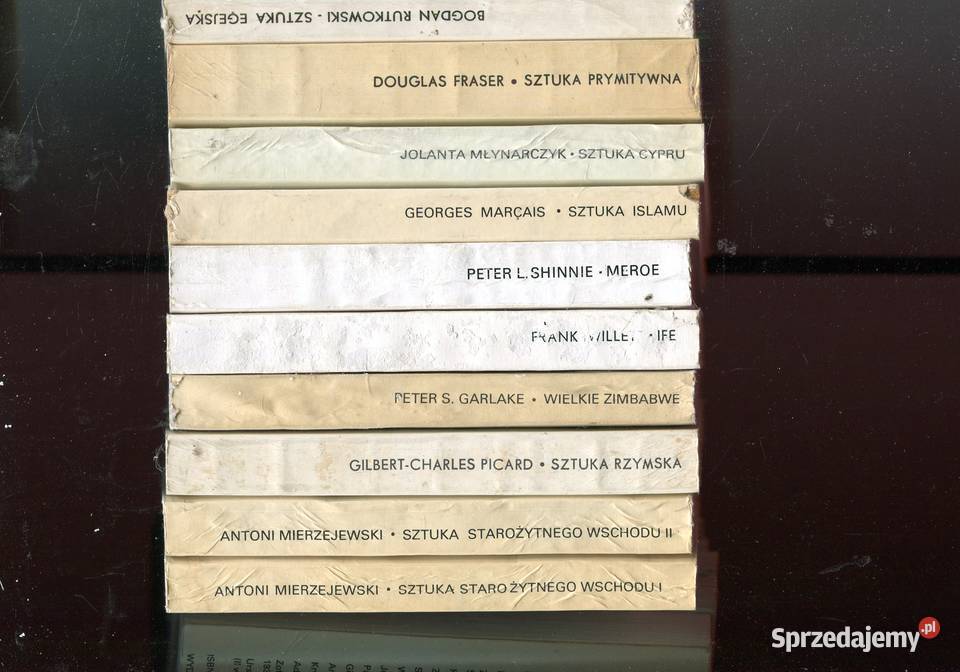 BOGDAN RUTKOWSKI - SZTUKA EGEJSKA
DOUGLAS FRASER • SZTUKA PRYMITYWNA
JOLANTA MŁYNARCZYK • SZTUKA CYPRU
GEORGES MARÇAIS • SZTUKA ISLAMU
PETER L. SHINNIE • MEROE
FRANK WILLETT • IFE
PETER S. GARLAKE • WIELKIE ZIMBABWE
GILBERT-CHARLES PICARD • SZTUKA RZYMSKA
ANTONI MIERZEJEWSKI • SZTUKA STAROŻYTNEGO WSCHODU II
ANTONI MIERZEJEWSKI • SZTUKA STAROŻYTNEGO WSCHODU I
Sprzedajemy.pl